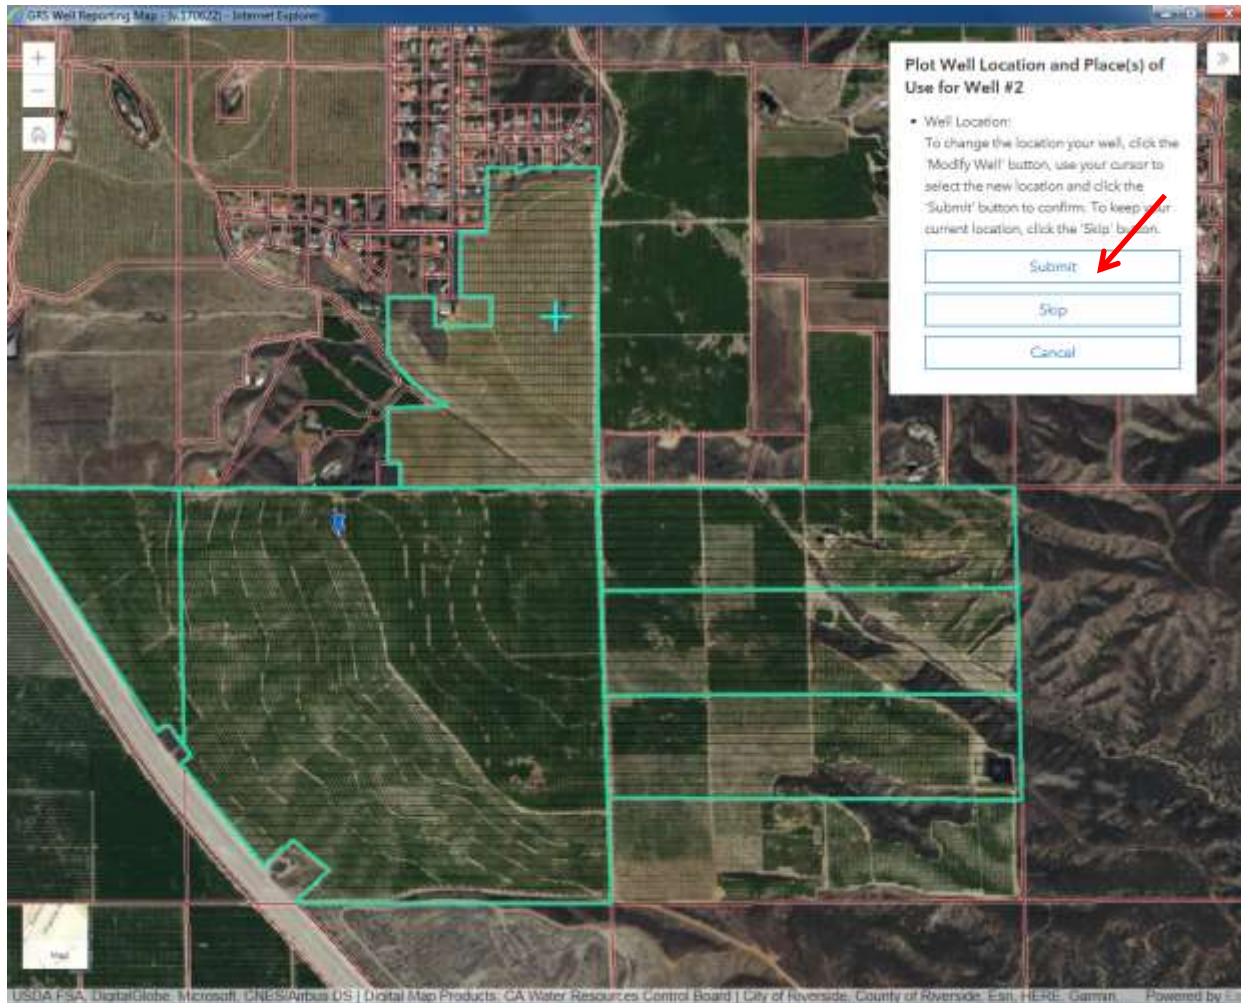 GRS Well Reporting Map - (v.170622) - Internet Explorer
Plot Well Location and Place(s) of
Use for Well #2
• Well Location:
To change the location your well, click the
'Modify Well' button, use your cursor to
select the new location and click the
'Submit' button to confirm. To keep your
current location, click the 'Skip' button.
Submit
Skip
Cancel
Map
USDA FSA, DigitalGlobe, Microsoft, CNES/Airbus DS | Digital Map Products, CA Water Resources Control Board | City of Riverside, County of Riverside, Esri, HERE, Garmin, Powered by